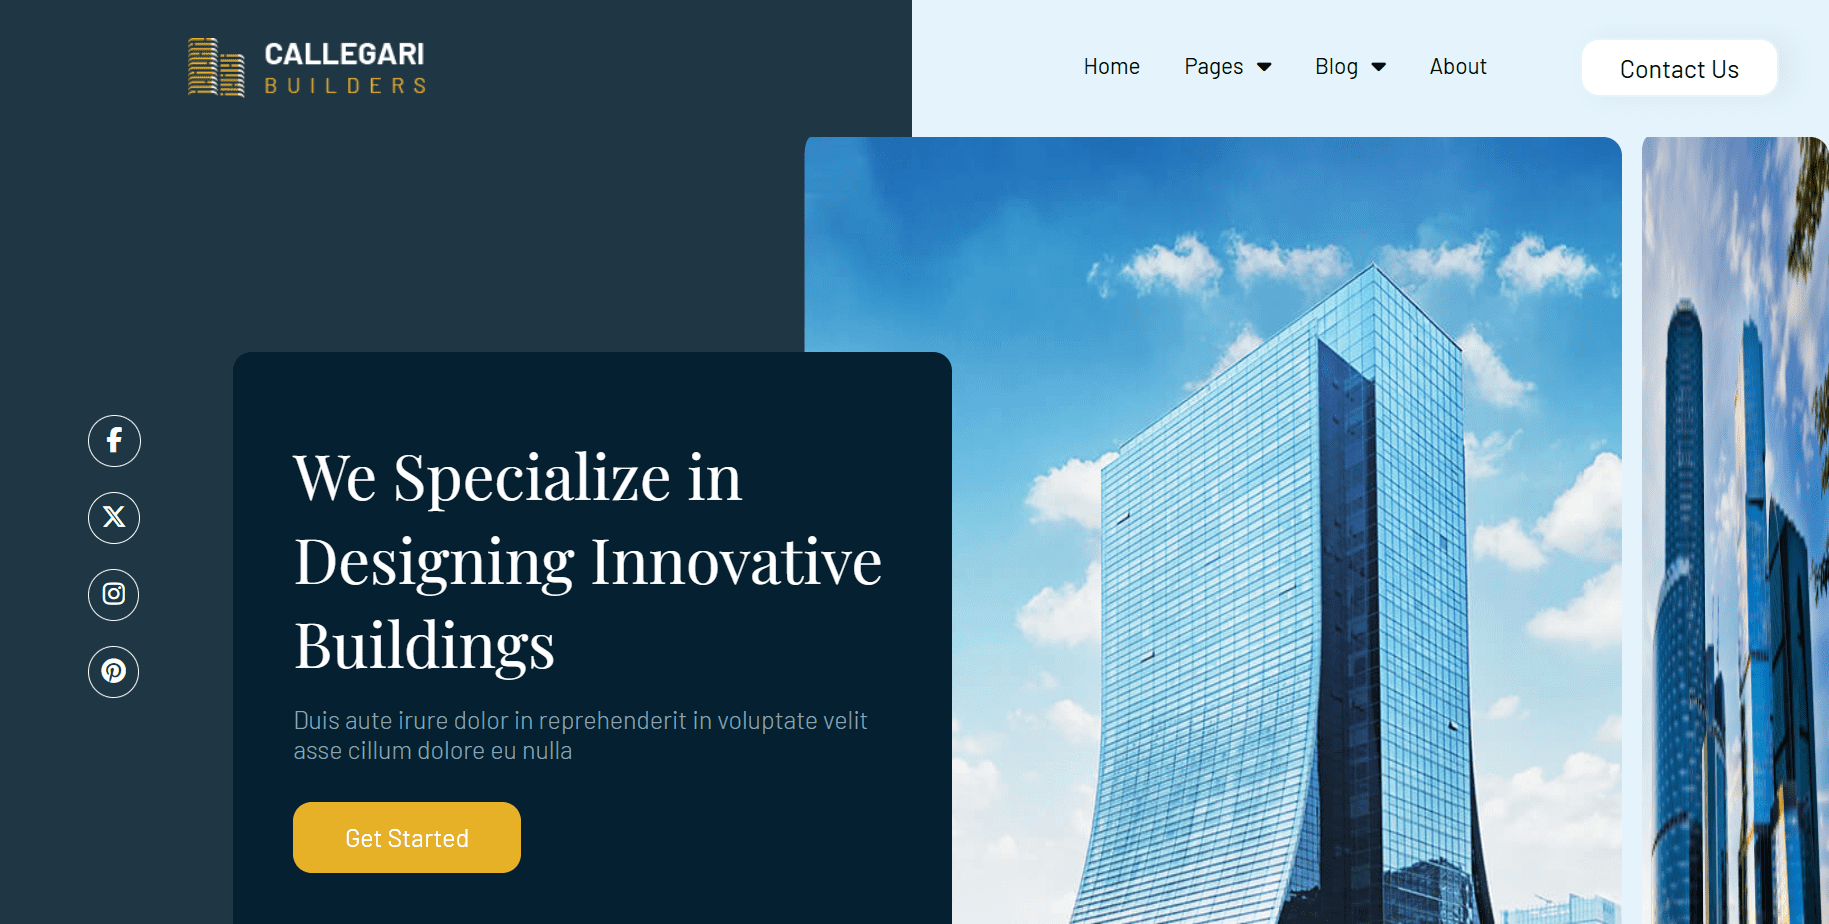 CALLEGARI
BUILDERS
Home Pages Blog About Contact Us
We Specialize in
Designing Innovative
Buildings
Duis aute irure dolor in reprehenderit in voluptate velit
asse cillum dolore eu nulla
Get Started